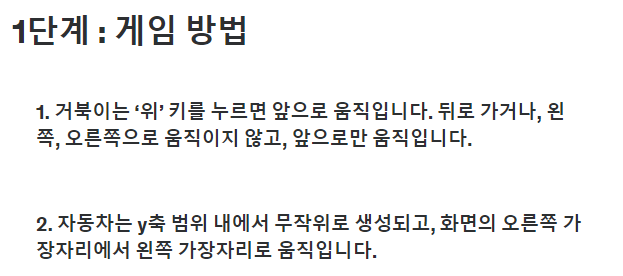 1단계 : 게임 방법
1. 거북이는 ‘위’ 키를 누르면 앞으로 움직입니다. 뒤로 가거나, 왼
쪽, 오른쪽으로 움직이지 않고, 앞으로만 움직입니다.
2. 자동차는 y축 범위 내에서 무작위로 생성되고, 화면의 오른쪽 가
장자리에서 왼쪽 가장자리로 움직입니다.